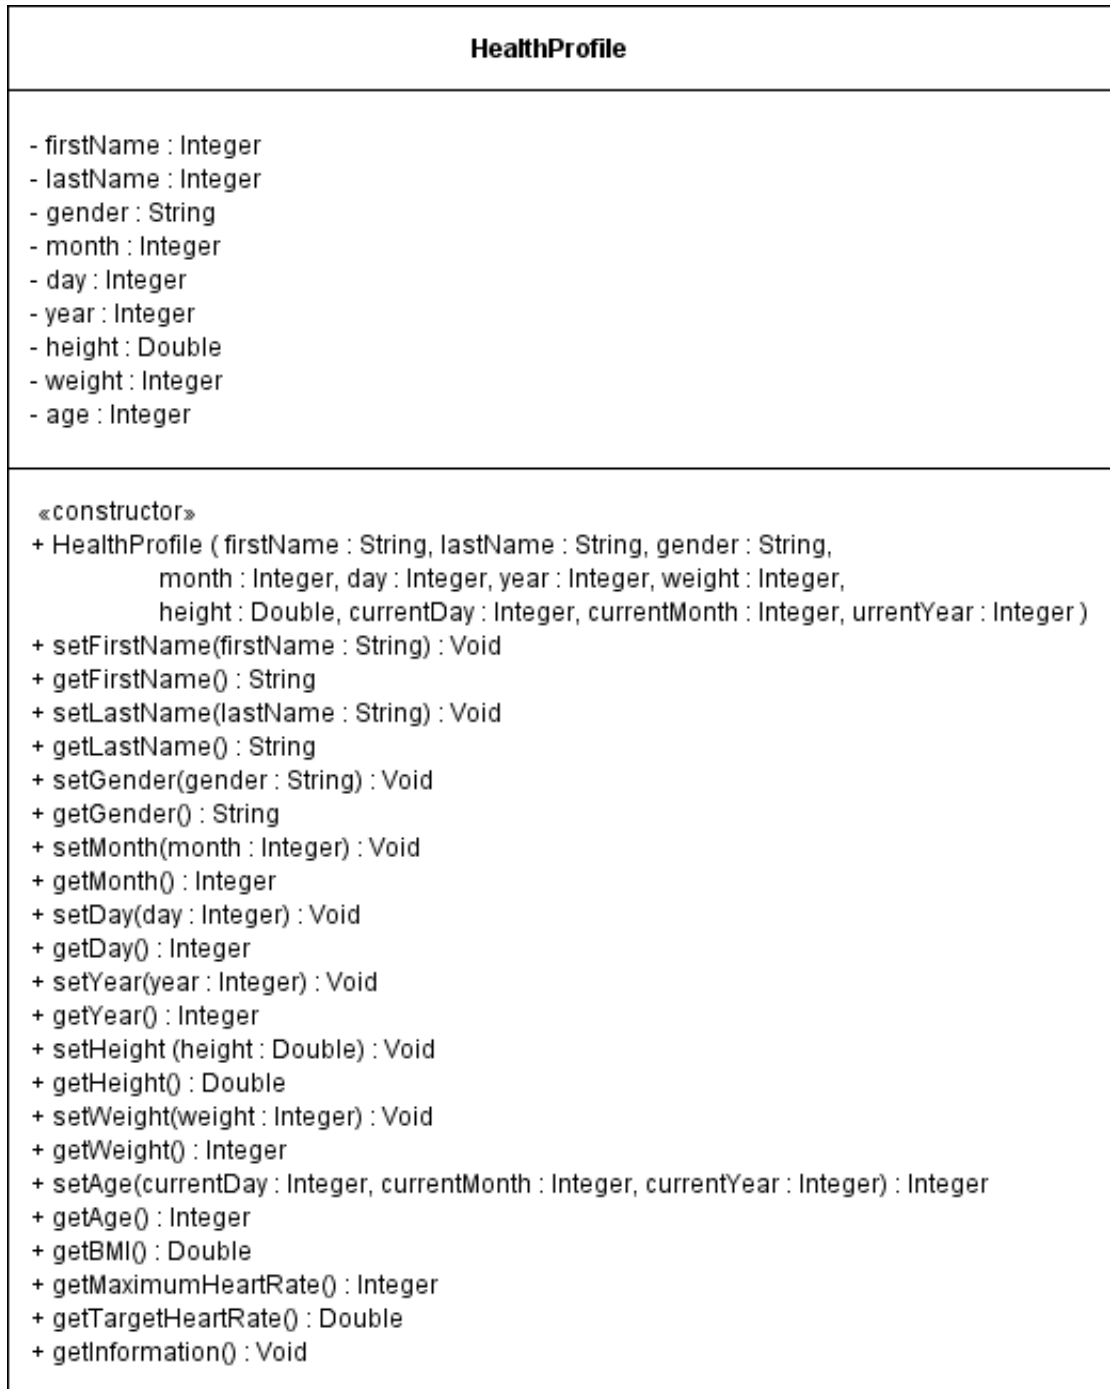 HealthProfile
- firstName : Integer
- lastName : Integer
- gender : String
- month : Integer
- day : Integer
- year : Integer
- height : Double
- weight : Integer
- age : Integer
«constructor»
+ HealthProfile ( firstName : String, lastName : String, gender : String,
month : Integer, day : Integer, year : Integer, weight : Integer,
height : Double, currentDay : Integer, currentMonth : Integer, urrentYear : Integer )
+ setFirstName(firstName : String) : Void
+ getFirstName() : String
+ setLastName(lastName : String) : Void
+ getLastName() : String
+ setGender(gender : String) : Void
+ getGender() : String
+ setMonth(month : Integer) : Void
+ getMonth() : Integer
+ setDay(day : Integer) : Void
+ getDay() : Integer
+ setYear(year : Integer) : Void
+ getYear() : Integer
+ setHeight (height : Double) : Void
+ getHeight() : Double
+ setWeight(weight : Integer) : Void
+ getWeight() : Integer
+ setAge(currentDay : Integer, currentMonth : Integer, currentYear : Integer) : Integer
+ getAge() : Integer
+ getBMI() : Double
+ getMaximumHeartRate() : Integer
+ getTargetHeartRate() : Double
+ getInformation() : Void